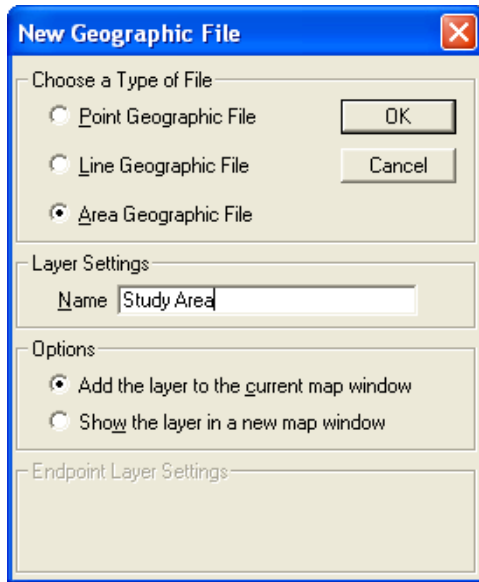 New Geographic File
Choose a Type of File
Point Geographic File
OK
Line Geographic File
Cancel
Area Geographic File
Layer Settings
Name Study Area
Options
Add the layer to the current map window
Show the layer in a new map window
Endpoint Layer Settings